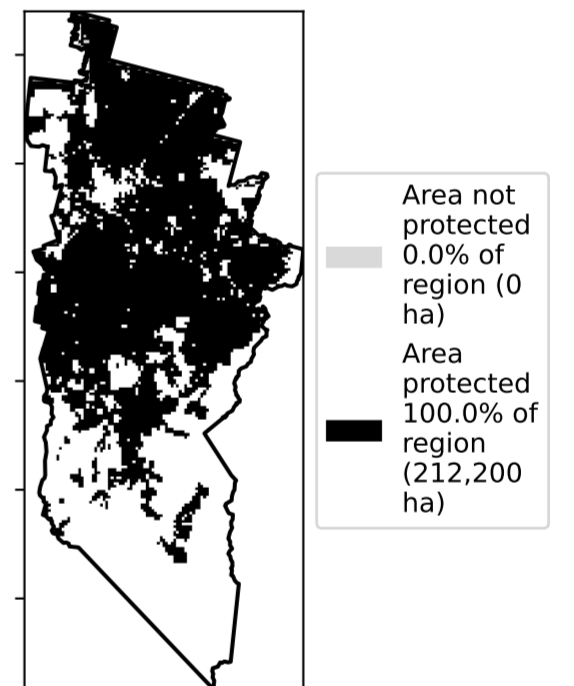 Area not
protected
0.0% of
region (0
ha)
Area
protected
100.0% of
region
(212,200
ha)